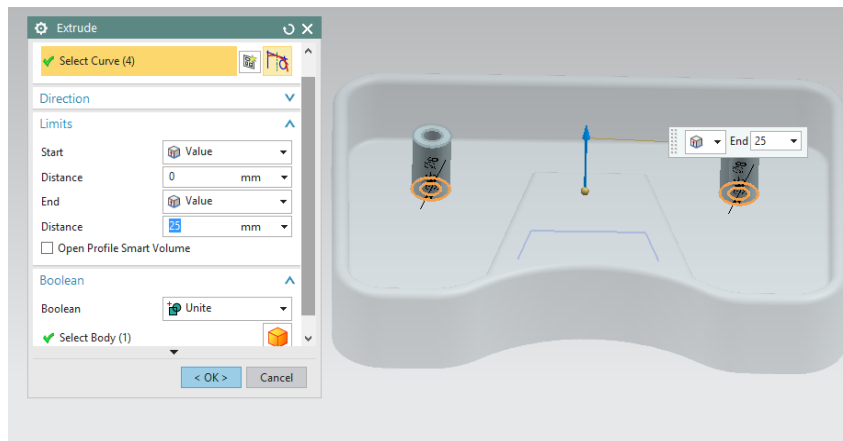 Extrude
Select Curve (4)
Direction
Limits
Start Value
Distance 0 mm
End Value
Distance 25 mm
Open Profile Smart Volume
Boolean
Boolean Unite
Select Body (1)
< OK > Cancel
End 25